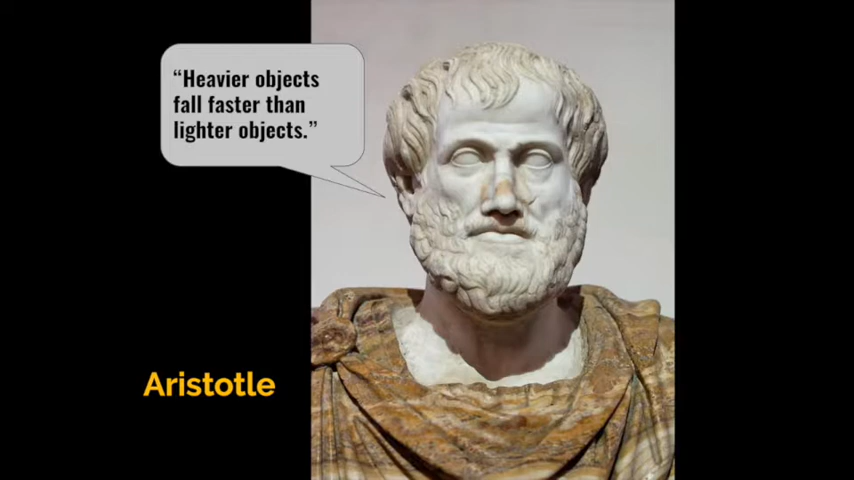 “Heavier objects
fall faster than
lighter objects.”
Aristotle